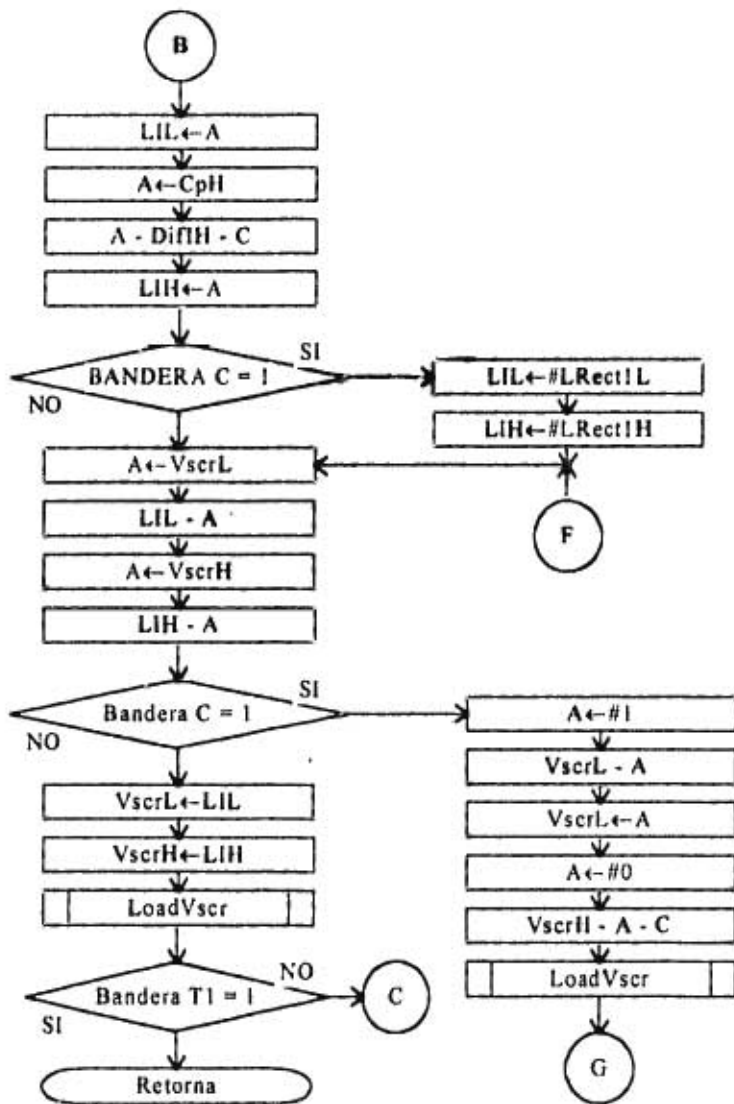 B
LIL←A
A←CpH
A - DifIH - C
LIH←A
SI
BANDERA C = 1
NO
LIL←#LRect1L
LIH←#LRect1H
A←VscrL
F
LIL - A
A←VscrH
LIH - A
SI
Bandera C = 1
NO
A←#1
VscrL - A
VscrL←LIL
VscrL←A
VscrH←LIH
A←#0
LoadVscr
VscrH - A - C
NO
LoadVscr
Bandera T1 = 1
C
SI
G
Retorna